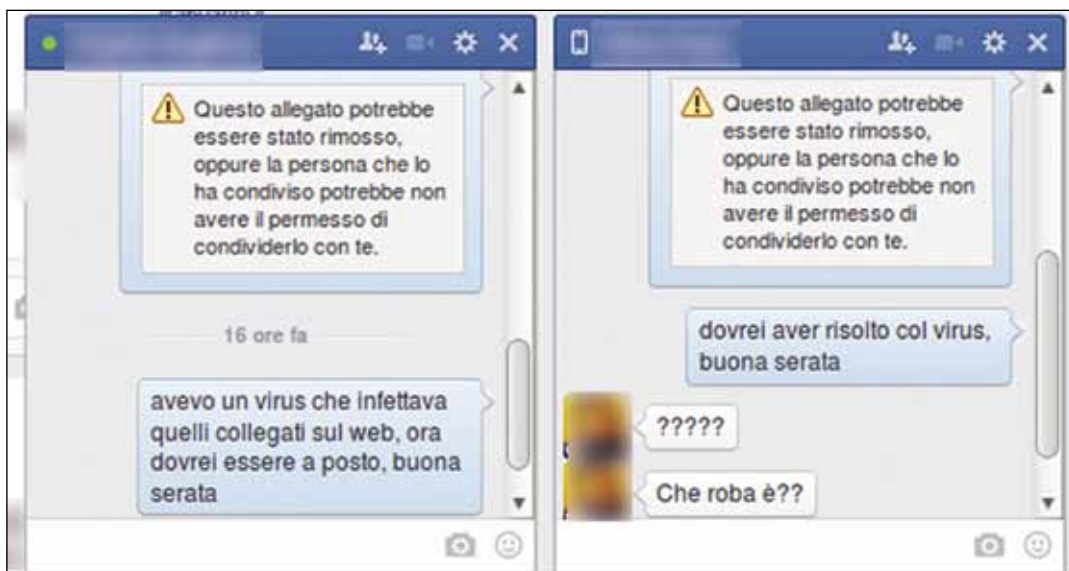 Questo allegato potrebbe
essere stato rimosso,
oppure la persona che lo
ha condiviso potrebbe non
avere il permesso di
condividerlo con te.
16 ore fa
avevo un virus che infettava
quelli collegati sul web, ora
dovrei essere a posto, buona
serata
Questo allegato potrebbe
essere stato rimosso,
oppure la persona che lo
ha condiviso potrebbe non
avere il permesso di
condividerlo con te.
dovrei aver risolto col virus,
buona serata
?????
Che roba è??